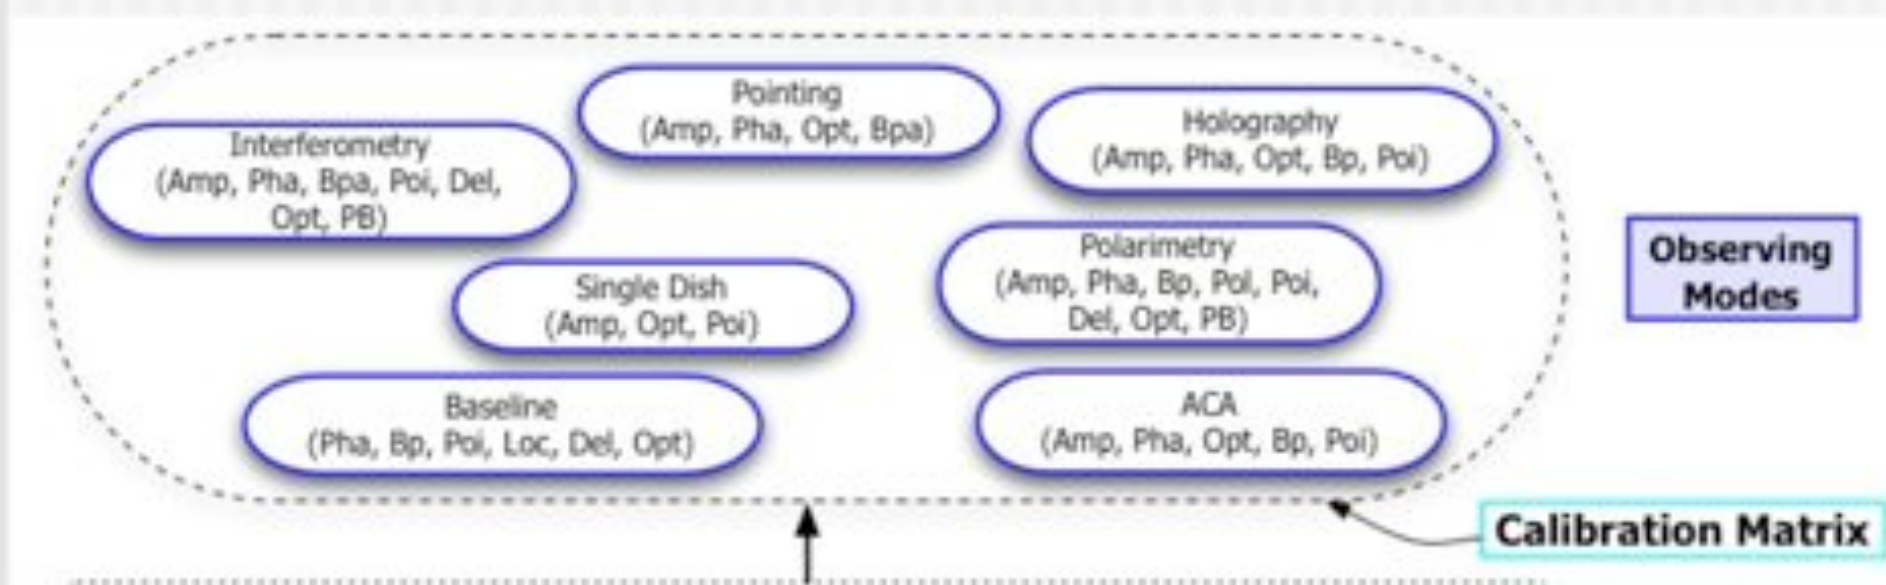 Pointing
(Amp, Pha, Opt, Bpa)
Holography
(Amp, Pha, Opt, Bp, Poi)
Interferometry
(Amp, Pha, Bpa, Poi, Del,
Opt, PB)
Polarimetry
(Amp, Pha, Bp, Pol, Poi,
Del, Opt, PB)
Observing
Modes
Single Dish
(Amp, Opt, Poi)
Baseline
(Pha, Bp, Poi, Loc, Del, Opt)
ACA
(Amp, Pha, Opt, Bp, Poi)
Calibration Matrix